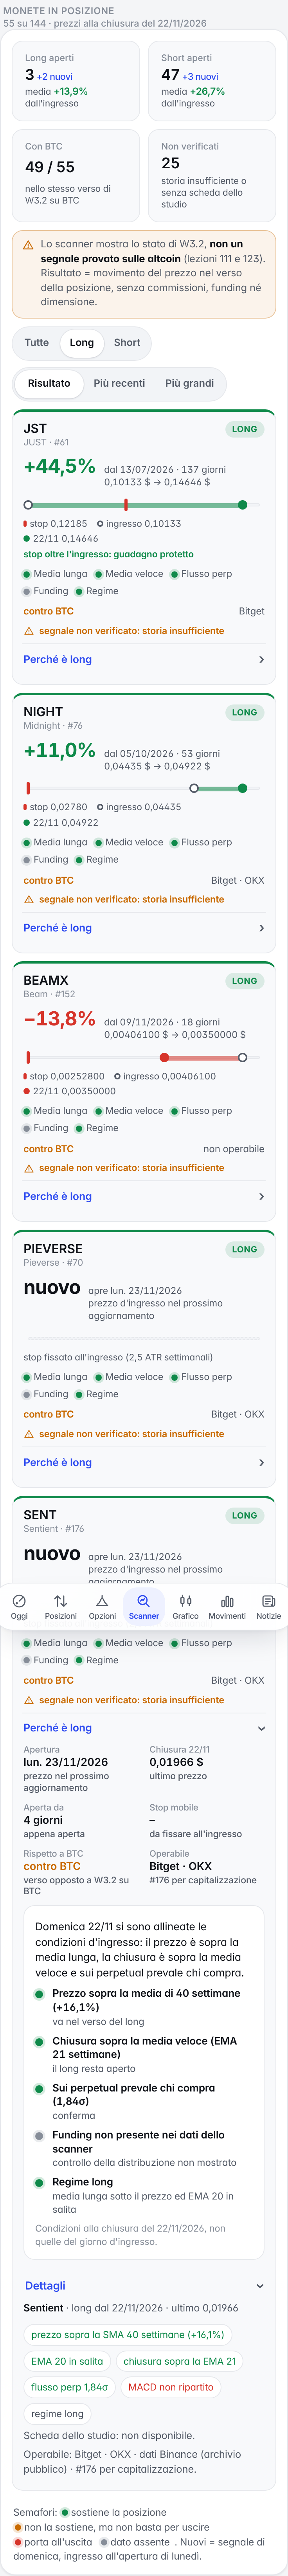 MONETE IN POSIZIONE
55 su 144 · prezzi alla chiusura del 22/11/2026
Long aperti
3 +2 nuovi
media +13,9%
dall'ingresso
Short aperti
47 +3 nuovi
media +26,7%
dall'ingresso
Con BTC
49 / 55
nello stesso verso di
W3.2 su BTC
Non verificati
25
storia insufficiente o
senza scheda dello
studio
Lo scanner mostra lo stato di W3.2, non un
segnale provato sulle altcoin (lezioni 111 e 123).
Risultato = movimento del prezzo nel verso
della posizione, senza commissioni, funding né
dimensione.
Tutte Long Short
Risultato Più recenti Più grandi
JST LONG
JUST · #61
+44,5% dal 13/07/2026 · 137 giorni
0,10133 $ → 0,14646 $
stop 0,12185 ingresso 0,10133
22/11 0,14646
stop oltre l'ingresso: guadagno protetto
Media lunga Media veloce Flusso perp
Funding Regime
contro BTC Bitget
segnale non verificato: storia insufficiente
Perché è long
NIGHT LONG
Midnight · #76
+11,0% dal 05/10/2026 · 53 giorni
0,04435 $ → 0,04922 $
stop 0,02780 ingresso 0,04435
22/11 0,04922
Media lunga Media veloce Flusso perp
Funding Regime
contro BTC Bitget · OKX
segnale non verificato: storia insufficiente
Perché è long
BEAMX LONG
Beam · #152
−13,8% dal 09/11/2026 · 18 giorni
0,00406100 $ → 0,00350000 $
stop 0,00252800 ingresso 0,00406100
22/11 0,00350000
Media lunga Media veloce Flusso perp
Funding Regime
contro BTC non operabile
segnale non verificato: storia insufficiente
Perché è long
PIEVERSE LONG
Pieverse · #70
nuovo apre lun. 23/11/2026
prezzo d'ingresso nel prossimo
aggiornamento
stop fissato all'ingresso (2,5 ATR settimanali)
Media lunga Media veloce Flusso perp
Funding Regime
contro BTC Bitget · OKX
segnale non verificato: storia insufficiente
Perché è long
SENT LONG
Sentient · #176
nuovo apre lun. 23/11/2026
prezzo d'ingresso nel prossimo
aggiornamento
Oggi Posizioni Opzioni Scanner Grafico Movimenti Notizie
Media lunga Media veloce Flusso perp
Funding Regime
contro BTC Bitget · OKX
segnale non verificato: storia insufficiente
Perché è long
Apertura
lun. 23/11/2026
prezzo nel prossimo
aggiornamento
Chiusura 22/11
0,01966 $
ultimo prezzo
Aperta da
4 giorni
appena aperta
Stop mobile
–
da fissare all'ingresso
Rispetto a BTC
contro BTC
verso opposto a W3.2 su
BTC
Operabile
Bitget · OKX
#176 per capitalizzazione
Domenica 22/11 si sono allineate le
condizioni d'ingresso: il prezzo è sopra la
media lunga, la chiusura è sopra la media
veloce e sui perpetual prevale chi compra.
Prezzo sopra la media di 40 settimane
(+16,1%)
va nel verso del long
Chiusura sopra la media veloce (EMA
21 settimane)
il long resta aperto
Sui perpetual prevale chi compra
(1,84σ)
conferma
Funding non presente nei dati dello
scanner
controllo della distribuzione non mostrato
Regime long
media lunga sotto il prezzo ed EMA 20 in
salita
Condizioni alla chiusura del 22/11/2026, non
quelle del giorno d'ingresso.
Dettagli
Sentient · long dal 22/11/2026 · ultimo 0,01966
prezzo sopra la SMA 40 settimane (+16,1%)
EMA 20 in salita chiusura sopra la EMA 21
flusso perp 1,84σ MACD non ripartito
regime long
Scheda dello studio: non disponibile.
Operabile: Bitget · OKX · dati Binance (archivio
pubblico) · #176 per capitalizzazione.
Semafori: sostiene la posizione
non la sostiene, ma non basta per uscire
porta all'uscita dato assente . Nuovi = segnale di
domenica, ingresso all'apertura di lunedì.